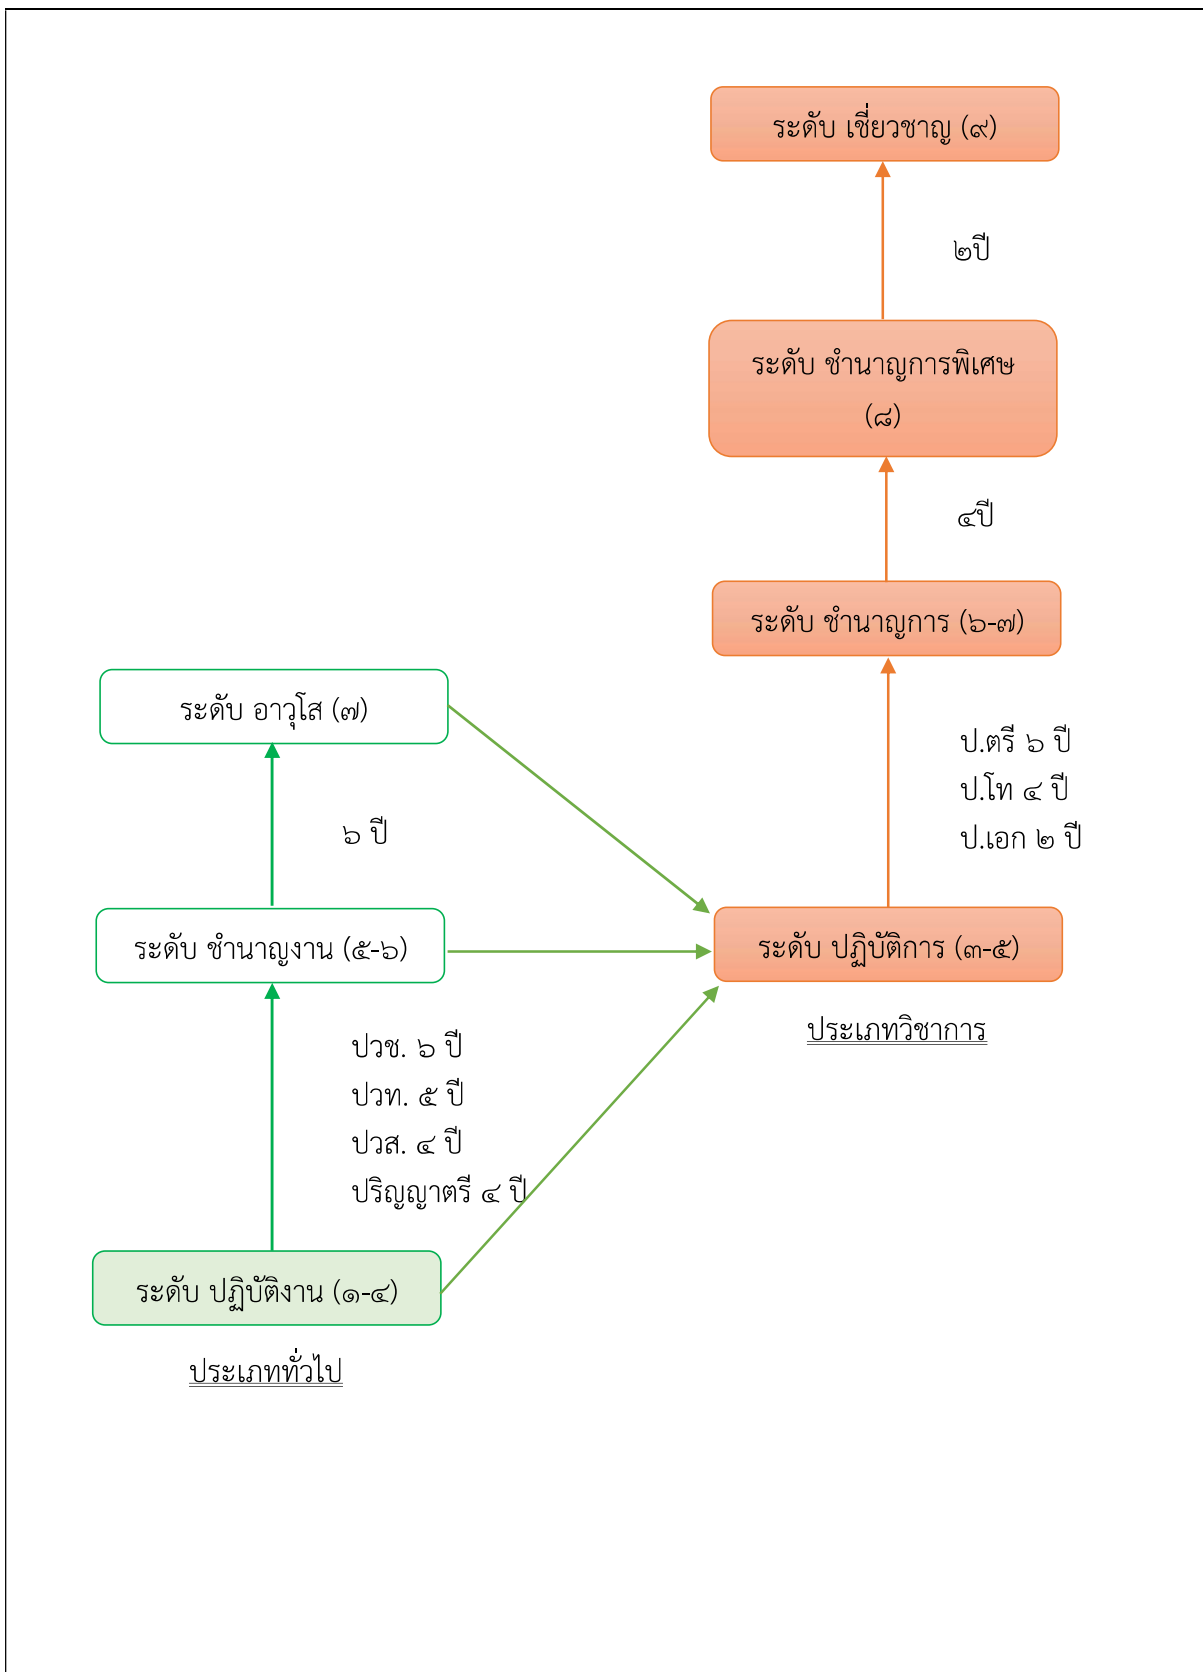 ระดับ เชี่ยวชาญ (๙)
๒ปี
ระดับ ชำนาญการพิเศษ
(๘)
๔ปี
ระดับ ชำนาญการ (๖-๗)
ป.ตรี ๖ ปี
ป.โท ๔ ปี
ป.เอก ๒ ปี
ระดับ ปฏิบัติการ (๓-๕)
ประเภทวิชาการ
ระดับ อาวุโส (๗)
๖ ปี
ระดับ ชำนาญงาน (๕-๖)
ปวช. ๖ ปี
ปวท. ๕ ปี
ปวส. ๔ ปี
ปริญญาตรี ๔ ปี
ระดับ ปฏิบัติงาน (๑-๔)
ประเภททั่วไป